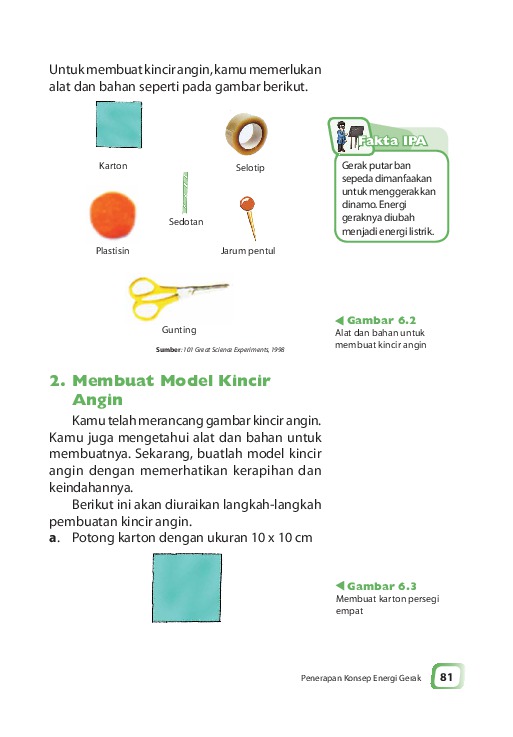 Untuk membuat kincir angin, kamu memerlukan
alat dan bahan seperti pada gambar berikut.
Karton
Selotip
Sedotan
Plastisin
Jarum pentul
Gunting
Sumber: 101 Great Science Experiments, 1998
Fakta IPA
Gerak putar ban
sepeda dimanfaakan
untuk menggerakkan
dinamo. Energi
geraknya diubah
menjadi energi listrik.
Gambar 6.2
Alat dan bahan untuk
membuat kincir angin
2. Membuat Model Kincir
Angin
Kamu telah merancang gambar kincir angin.
Kamu juga mengetahui alat dan bahan untuk
membuatnya. Sekarang, buatlah model kincir
angin dengan memerhatikan kerapihan dan
keindahannya.
Berikut ini akan diuraikan langkah-langkah
pembuatan kincir angin.
a. Potong karton dengan ukuran 10 x 10 cm
Gambar 6.3
Membuat karton persegi
empat
Penerapan Konsep Energi Gerak 81